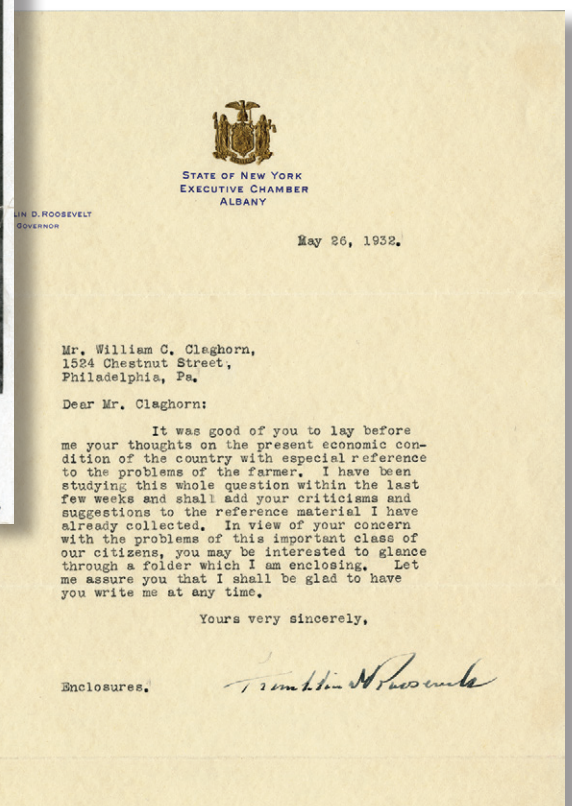 STATE OF NEW YORK
EXECUTIVE CHAMBER
ALBANY
LIN D. ROOSEVELT
GOVERNOR
May 26, 1932.
Mr. William C. Claghorn,
1524 Chestnut Street,
Philadelphia, Pa.
Dear Mr. Claghorn:
It was good of you to lay before
me your thoughts on the present economic con-
dition of the country with especial reference
to the problems of the farmer. I have been
studying this whole question within the last
few weeks and shall add your criticisms and
suggestions to the reference material I have
already collected. In view of your concern
with the problems of this important class of
our citizens, you may be interested to glance
through a folder which I am enclosing. Let
me assure you that I shall be glad to have
you write me at any time.
Yours very sincerely,
Enclosures.
Franklin D Roosevelt